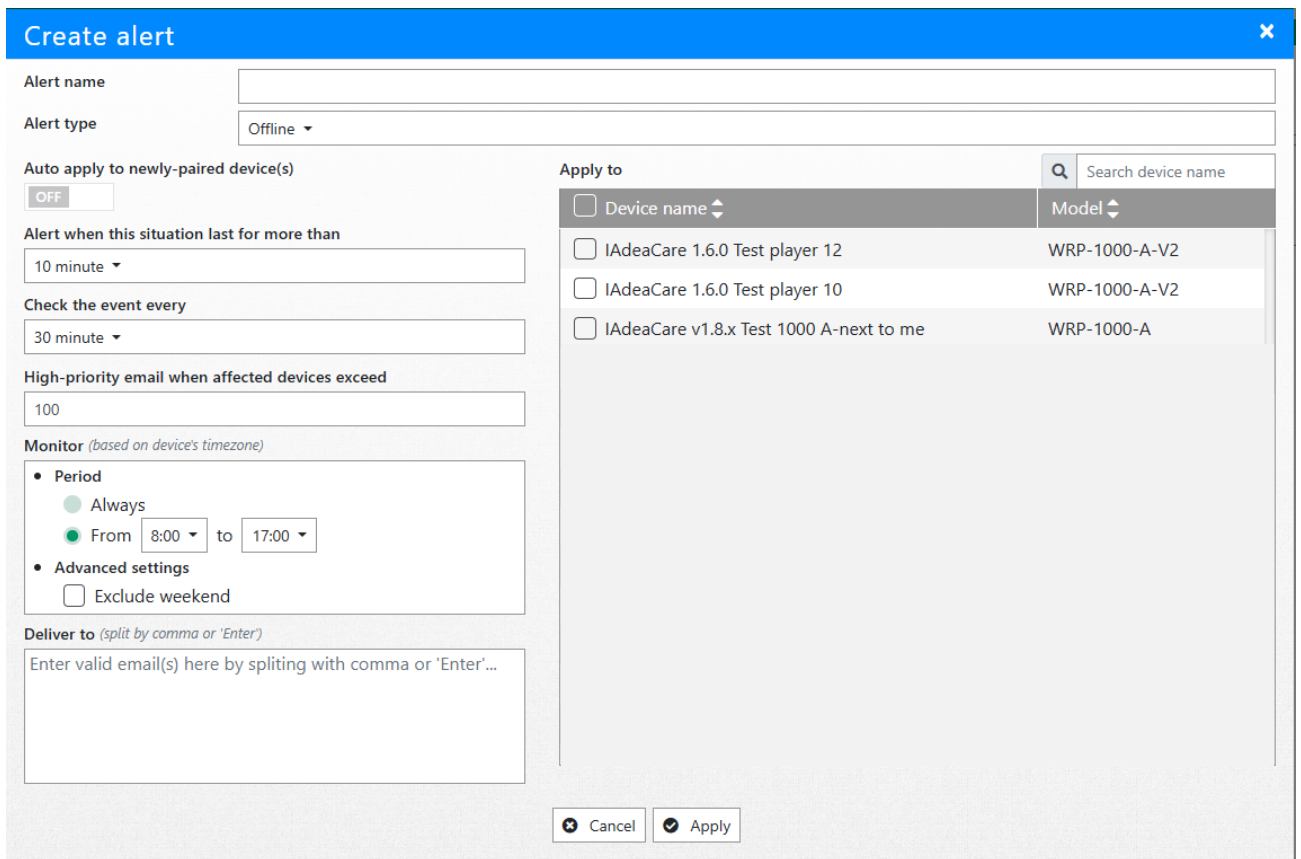 Create alert
Alert name
Alert type
Offline
Auto apply to newly-paired device(s)
OFF
Alert when this situation last for more than
10 minute
Check the event every
30 minute
High-priority email when affected devices exceed
100
Monitor (based on device's timezone)
Period
Always
From 8:00 to 17:00
Advanced settings
Exclude weekend
Deliver to (split by comma or 'Enter')
Enter valid email(s) here by spliting with comma or 'Enter'...
Apply to
Search device name
Device name Model
IAdeaCare 1.6.0 Test player 12 WRP-1000-A-V2
IAdeaCare 1.6.0 Test player 10 WRP-1000-A-V2
IAdeaCare v1.8.x Test 1000 A-next to me WRP-1000-A
Cancel Apply